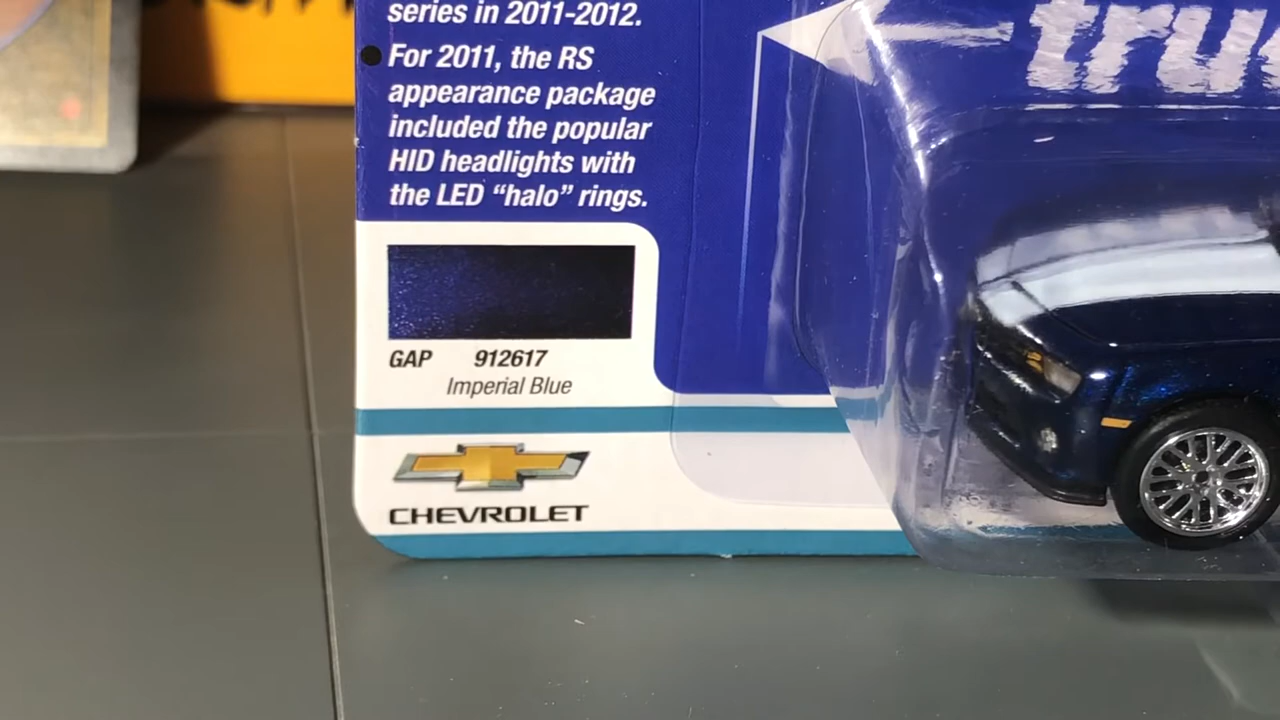 series in 2011-2012.
For 2011, the RS
appearance package
included the popular
HID headlights with
the LED “halo” rings.
GAP 912617
Imperial Blue
CHEVROLET